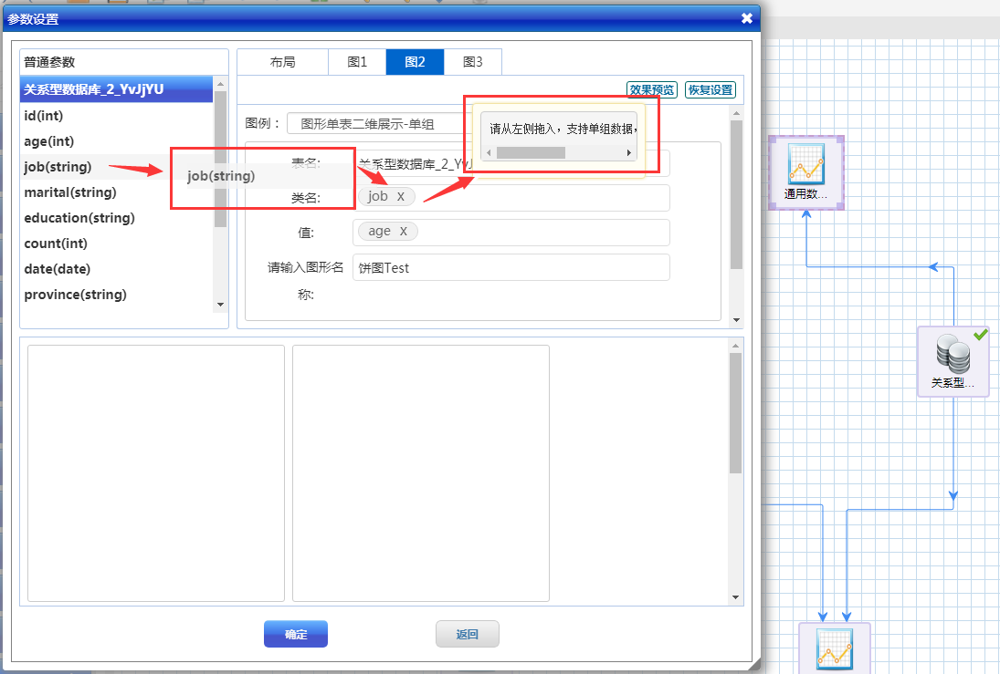 参数设置
普通参数
关系型数据库_2_YvJjYU
id(int)
age(int)
job(string)
marital(string)
education(string)
count(int)
date(date)
province(string)
job(string)
布局
图1
图2
图3
效果预览
恢复设置
图例：
图形单表二维展示-单组
请从左侧拖入，支持单组数据，
表名:
关系型数据库_2_YvJ
类名:
job X
值:
age X
请输入图形名
称:
饼图Test
确定
返回
通用数...
关系型...